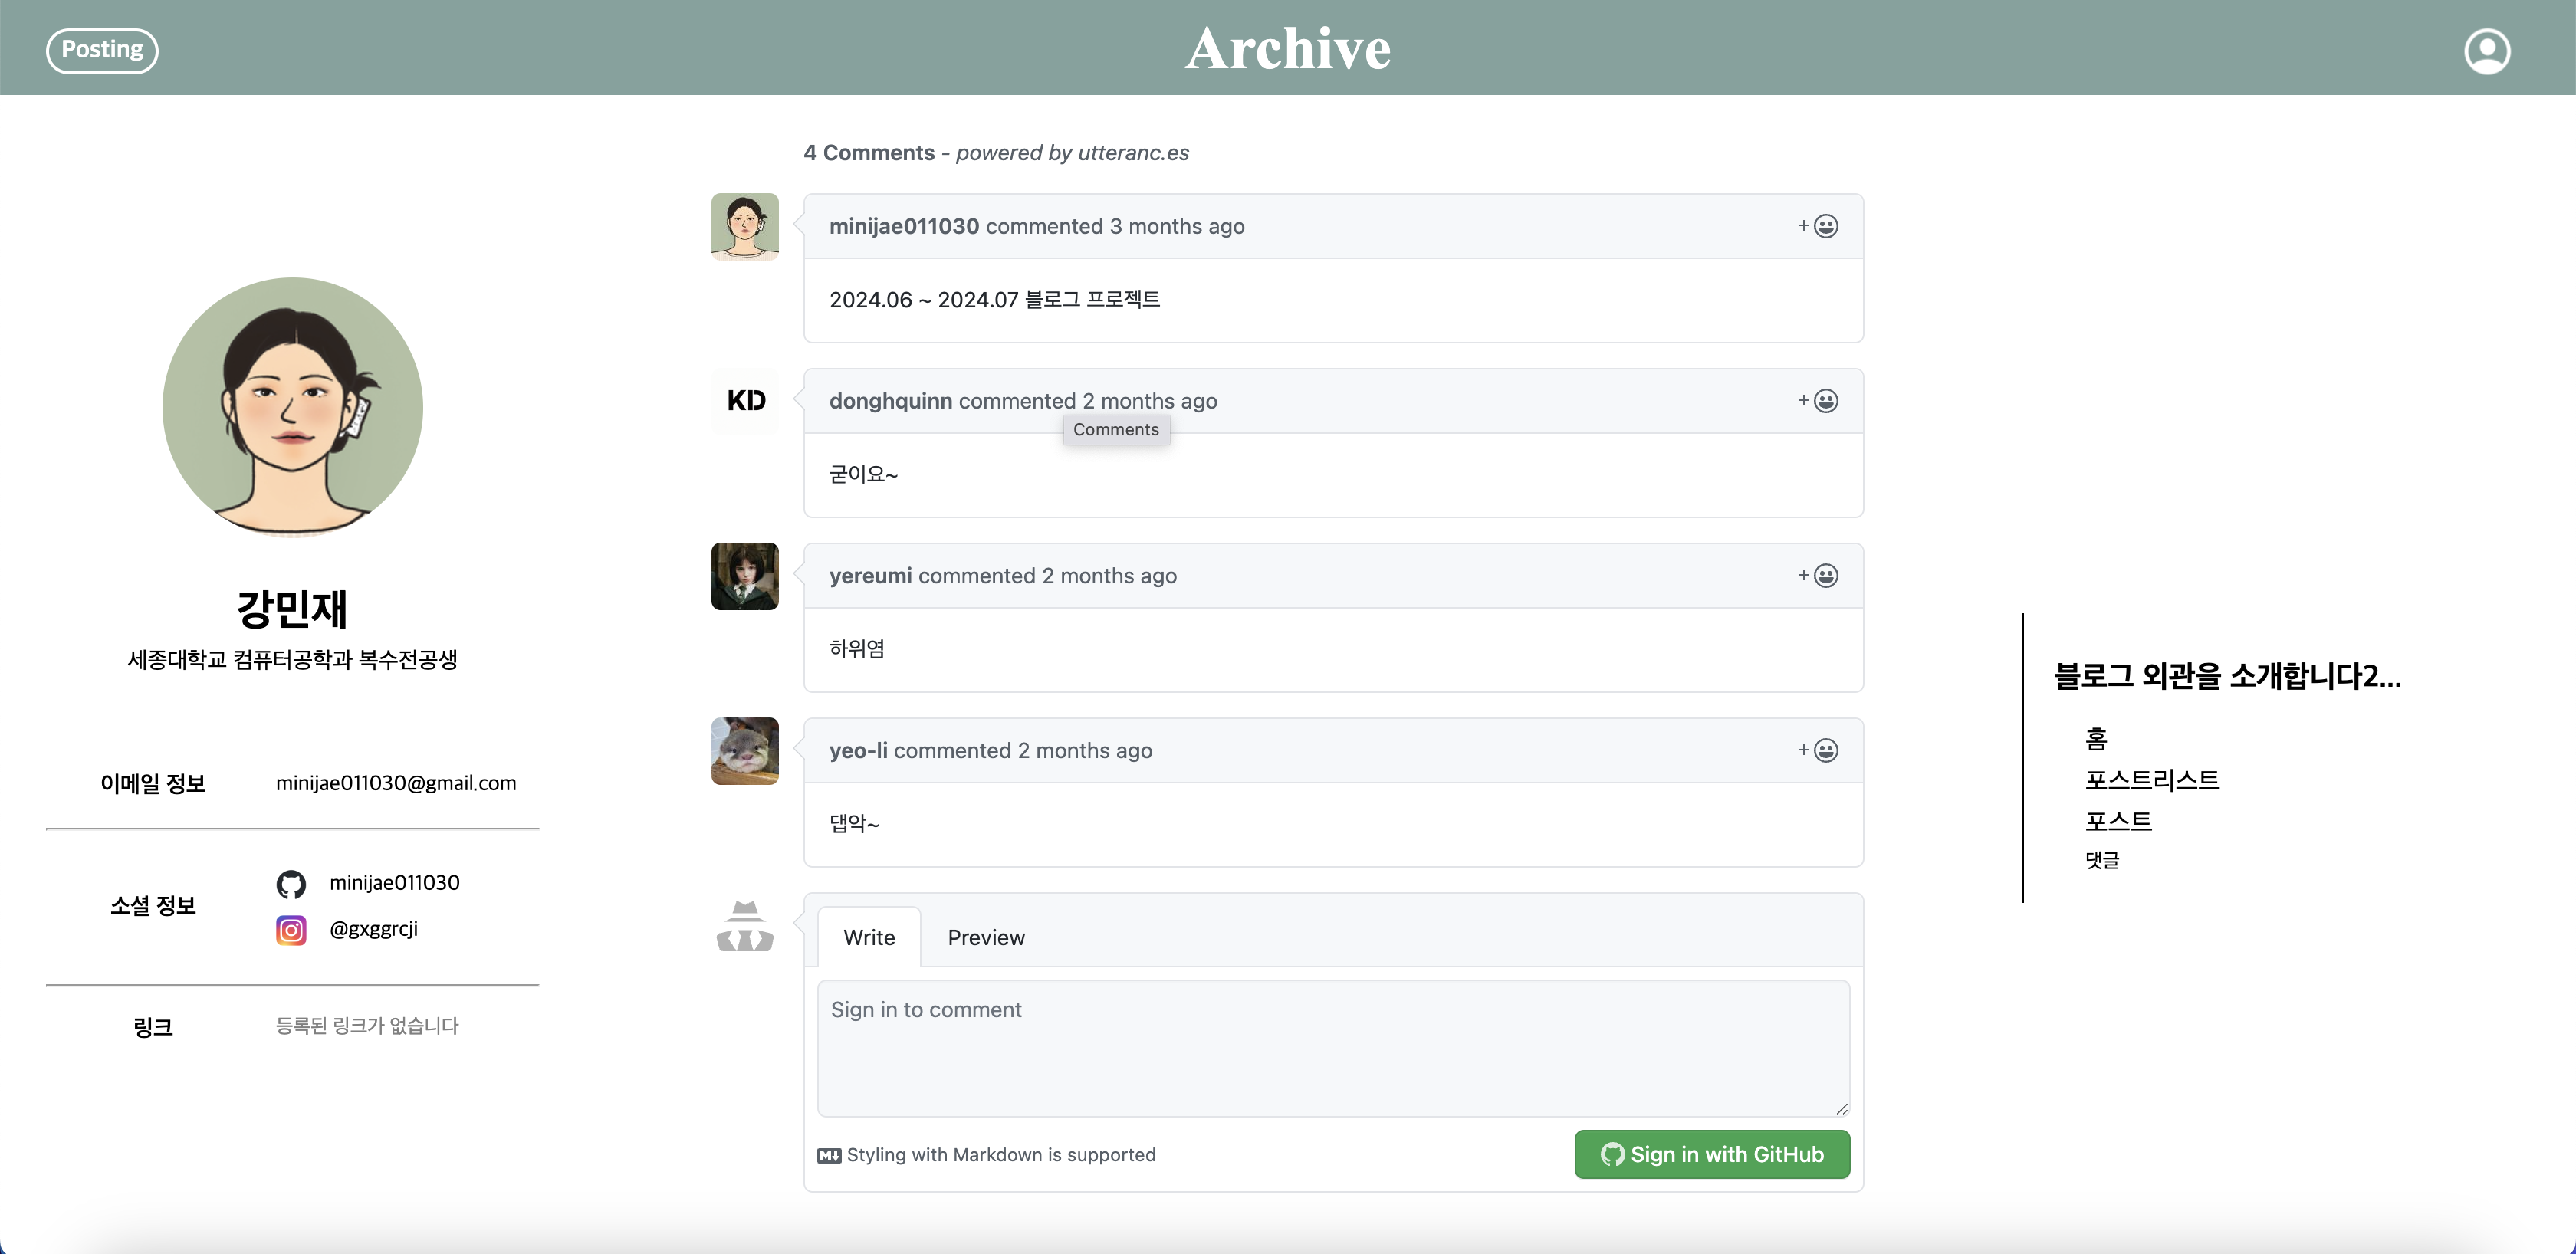 Posting
Archive
강민재
세종대학교 컴퓨터공학과 복수전공생
이메일 정보
minijae011030@gmail.com
소셜 정보
minijae011030
@gxggrcji
링크
등록된 링크가 없습니다
4 Comments - powered by utteranc.es
minijae011030 commented 3 months ago
2024.06 ~ 2024.07 블로그 프로젝트
KD
donghquinn commented 2 months ago
Comments
굳이요~
yereumi commented 2 months ago
하위염
yeo-li commented 2 months ago
댑악~
Write
Preview
Sign in to comment
Styling with Markdown is supported
Sign in with GitHub
블로그 외관을 소개합니다2...
홈
포스트리스트
포스트
댓글